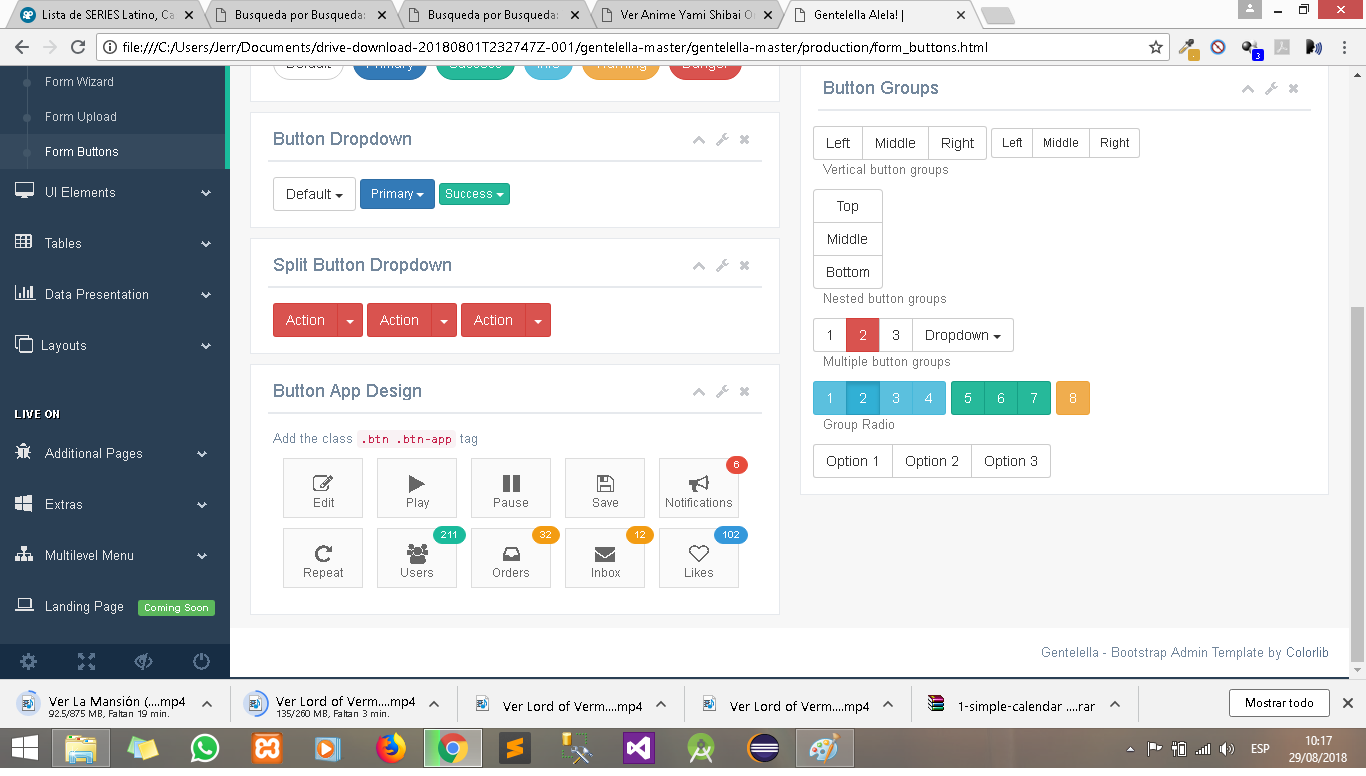 Lista de SERIES Latino, Ca
Busqueda por Busqueda:
Busqueda por Busqueda:
Ver Anime Yami Shibai O
Gentelella Alela! |
file:///C:/Users/Jerr/Documents/drive-download-20180801T232747Z-001/gentelella-master/gentelella-master/production/form_buttons.html
3
Form Wizard
Form Upload
Form Buttons
UI Elements
Tables
Data Presentation
Layouts
LIVE ON
Additional Pages
Extras
Multilevel Menu
Landing Page Coming Soon
Default Primary Success Info Warning Danger
Button Dropdown
Default Primary Success
Split Button Dropdown
Action Action Action
Button App Design
Add the class .btn .btn-app tag
6
Edit Play Pause Save Notifications
211 32 12 102
Repeat Users Orders Inbox Likes
Button Groups
Left Middle Right Left Middle Right
Vertical button groups
Top
Middle
Bottom
Nested button groups
1 2 3 Dropdown
Multiple button groups
1 2 3 4 5 6 7 8
Group Radio
Option 1 Option 2 Option 3
Gentelella - Bootstrap Admin Template by Colorlib
Ver La Mansión (....mp4
92.5/875 MB, Faltan 19 min.
Ver Lord of Verm....mp4
135/260 MB, Faltan 3 min.
Ver Lord of Verm....mp4
Ver Lord of Verm....mp4
1-simple-calendar ....rar
Mostrar todo
ESP
10:17
29/08/2018